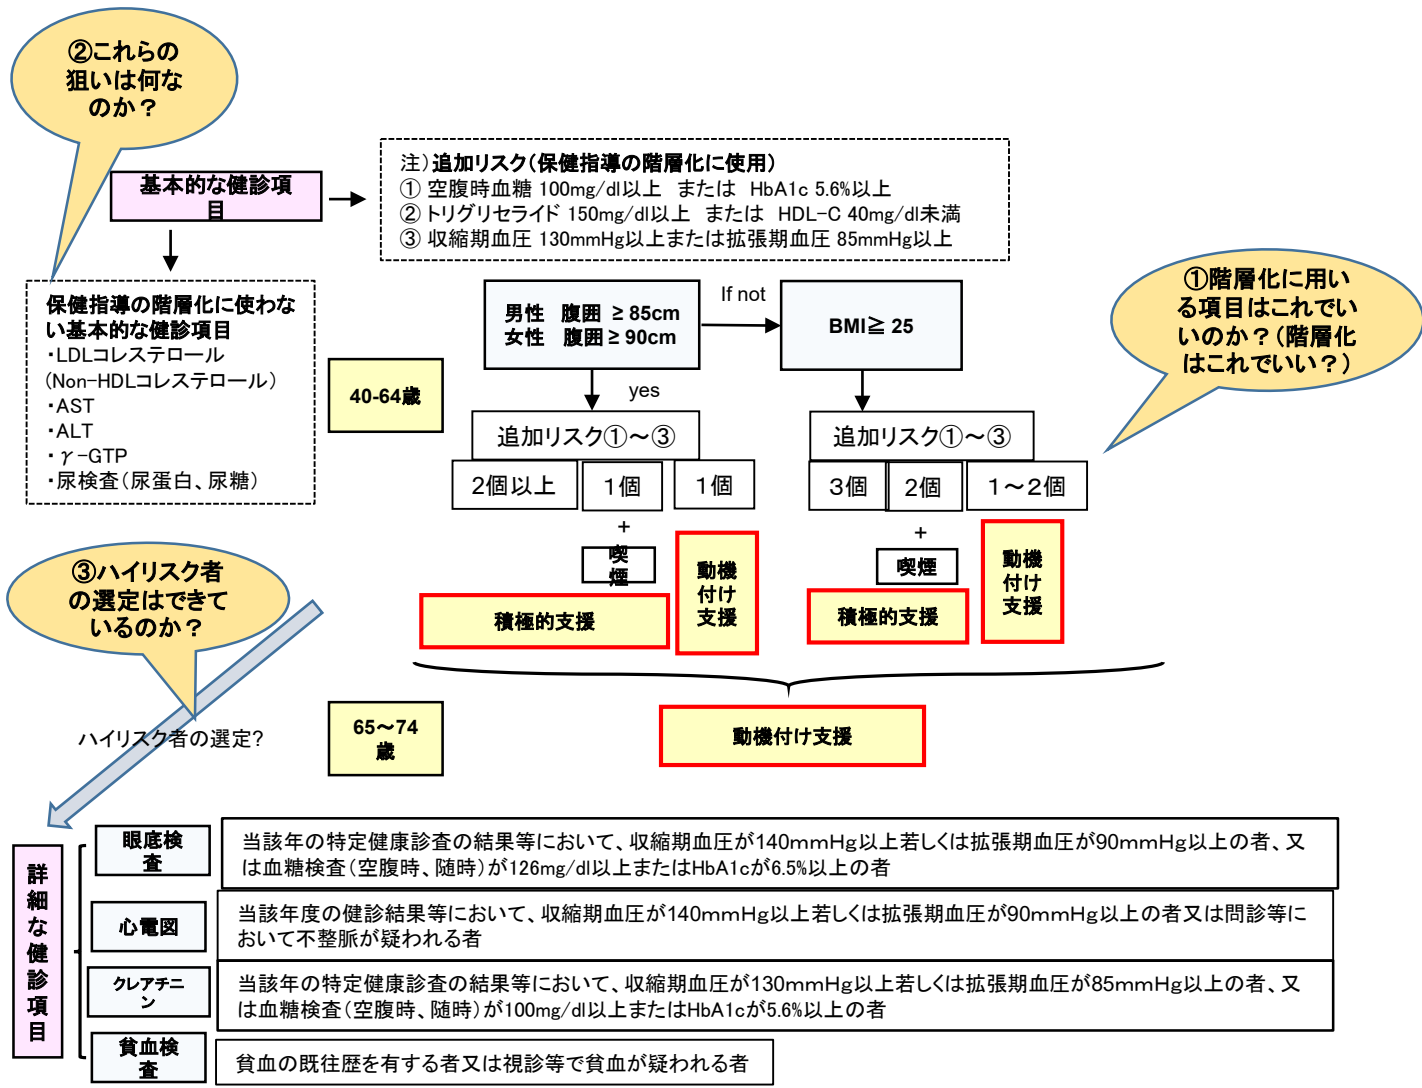 ②これらの
狙いは何な
のか？
基本的な健診項
目
注）追加リスク（保健指導の階層化に使用）
① 空腹時血糖 100mg/dl以上　または　HbA1c 5.6%以上
② トリグリセライド 150mg/dl以上　または　HDL-C 40mg/dl未満
③ 収縮期血圧 130mmHg以上または拡張期血圧 85mmHg以上
保健指導の階層化に使わな
い基本的な健診項目
・LDLコレステロール
（Non-HDLコレステロール）
・AST
・ALT
・γ-GTP
・尿検査（尿蛋白、尿糖）
男性　腹囲 ≥ 85cm
女性　腹囲 ≥ 90cm
If not
BMI≧ 25
①階層化に用い
る項目はこれでい
いのか？（階層化
はこれでいい？）
40-64歳
yes
追加リスク①～③
追加リスク①～③
2個以上
１個
１個
３個
２個
１～２個
+
喫
煙
動機
付け
支援
+
喫煙
動機
付け
支援
積極的支援
積極的支援
③ハイリスク者
の選定はできて
いるのか？
ハイリスク者の選定?
65～74
歳
動機付け支援
詳
細
な
健
診
項
目
眼底検
査
当該年の特定健康診査の結果等において、収縮期血圧が140mmHg以上若しくは拡張期血圧が90mmHg以上の者、又
は血糖検査（空腹時、随時）が126mg/dl以上またはHbA1cが6.5%以上の者
心電図
当該年度の健診結果等において、収縮期血圧が140mmHg以上若しくは拡張期血圧が90mmHg以上の者又は問診等に
おいて不整脈が疑われる者
クレアチニ
ン
当該年の特定健康診査の結果等において、収縮期血圧が130mmHg以上若しくは拡張期血圧が85mmHg以上の者、又
は血糖検査（空腹時、随時）が100mg/dl以上またはHbA1cが5.6%以上の者
貧血検
査
貧血の既往歴を有する者又は視診等で貧血が疑われる者